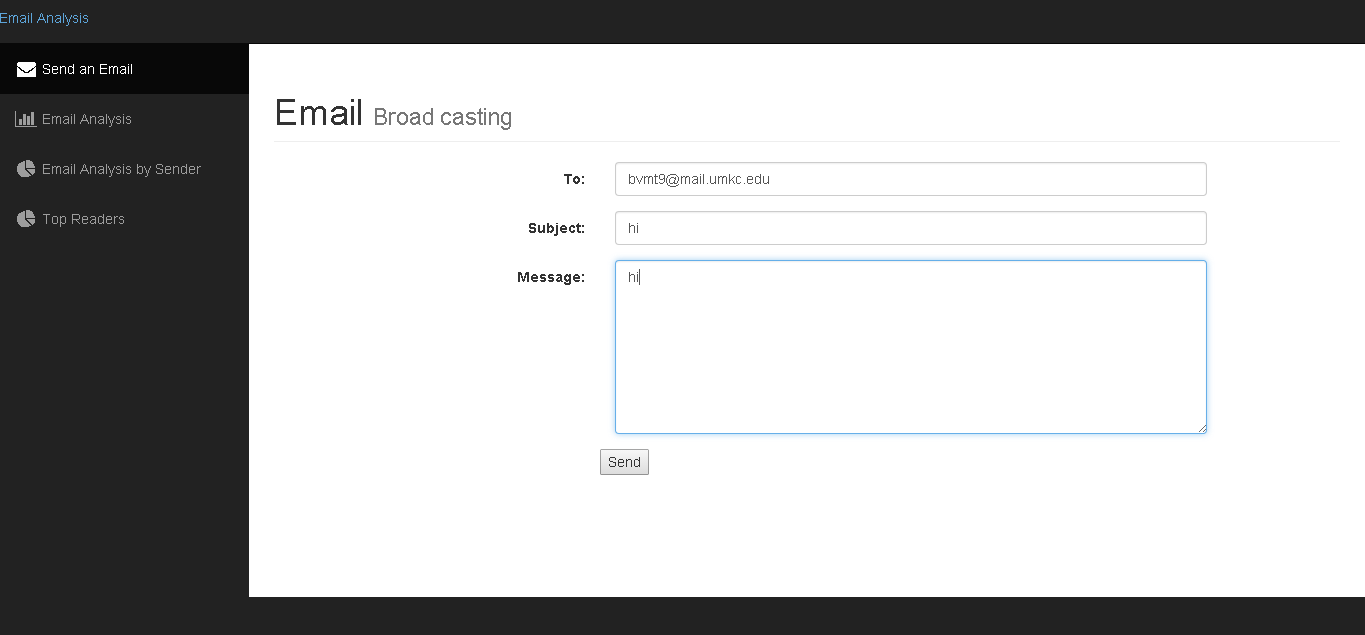 Email Analysis
Send an Email
Email Analysis
Email Analysis by Sender
Top Readers
Email Broad casting
To: bvmt9@mail.umkc.edu
Subject: hi
Message: hi
Send